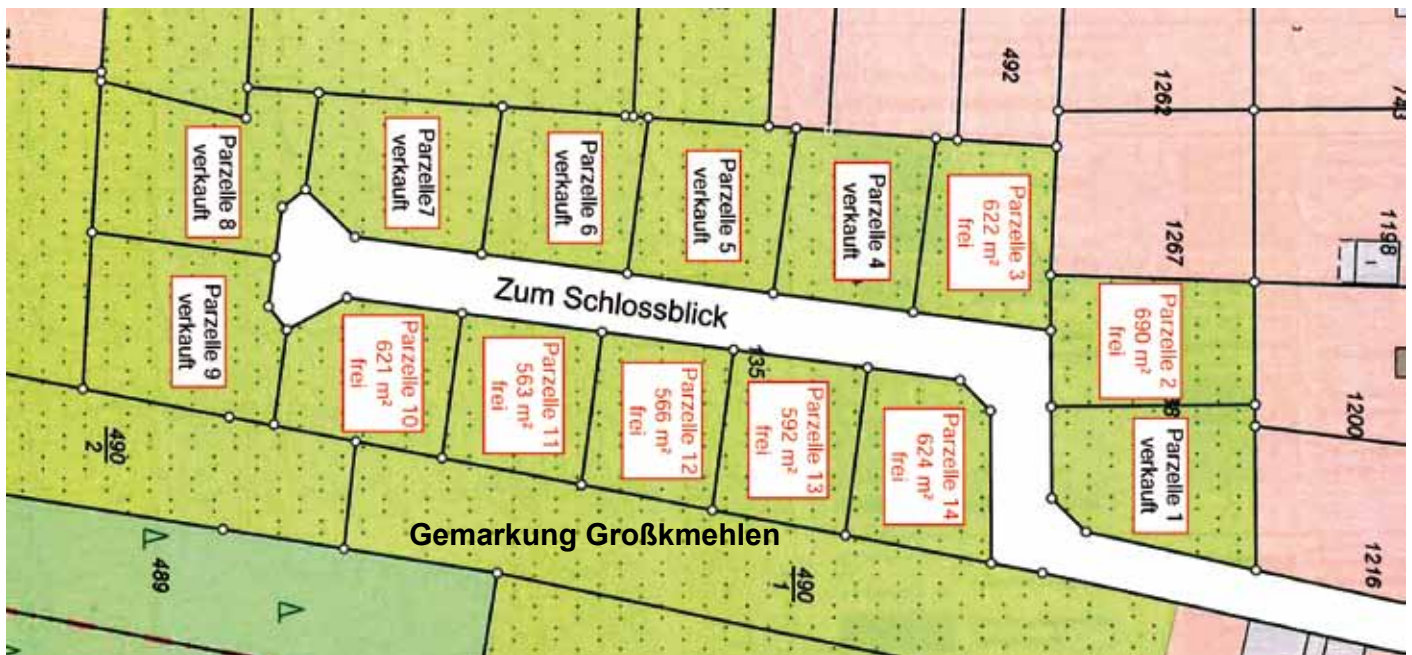 492
1262
743
1198
1267
1200
1216
Parzelle 8
verkauft
Parzelle7
verkauft
Parzelle 6
verkauft
Parzelle 5
verkauft
Parzelle 4
verkauft
Parzelle 3
622 m²
frei
Parzelle 2
690 m²
frei
Parzelle 1
verkauft
Zum Schlossblick
135
Parzelle 9
verkauft
Parzelle 10
621 m²
frei
Parzelle 11
563 m²
frei
Parzelle 12
566 m²
frei
Parzelle 13
592 m²
frei
Parzelle 14
624 m²
frei
490
2
Gemarkung Großkmehlen
490
1
489